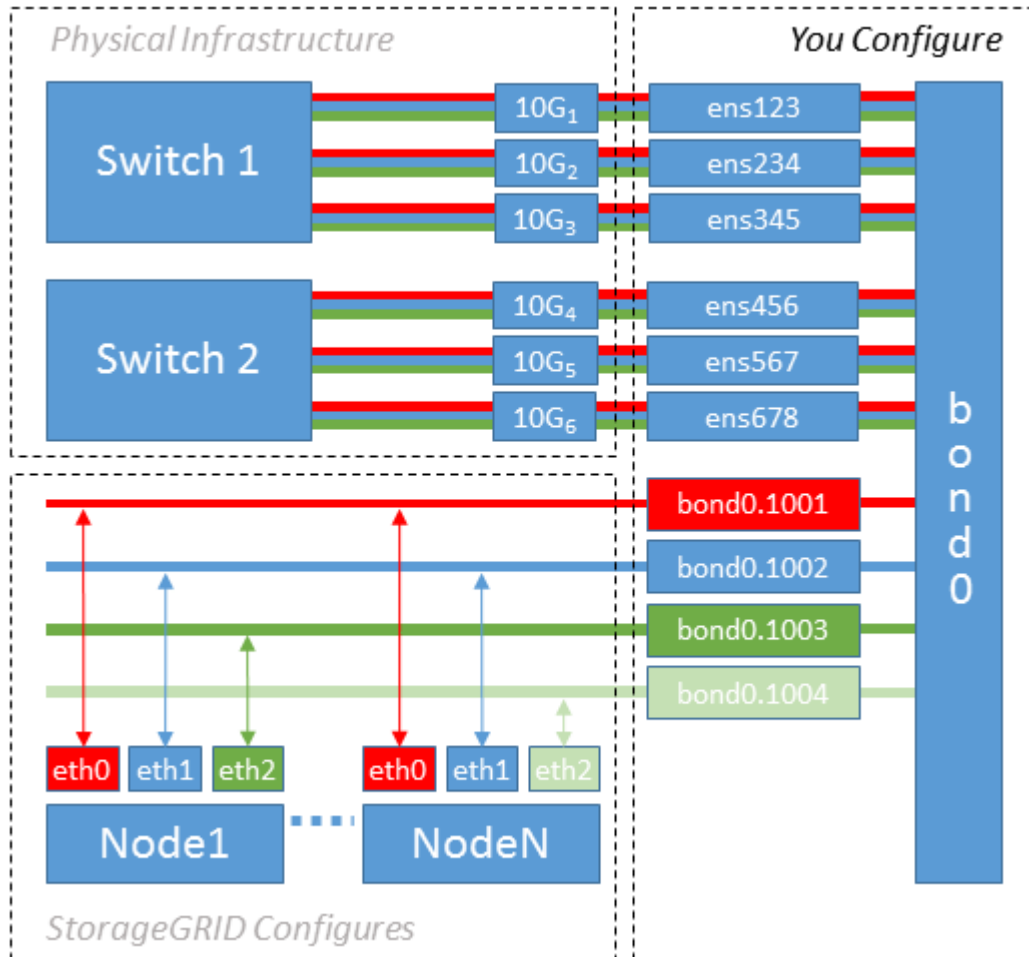 Physical Infrastructure
You Configure
Switch 1
10G₁
ens123
10G₂
ens234
10G₃
ens345
Switch 2
10G₄
ens456
10G₅
ens567
10G₆
ens678
bond0
bond0.1001
bond0.1002
bond0.1003
bond0.1004
eth0 eth1 eth2
eth0 eth1 eth2
Node1
NodeN
StorageGRID Configures